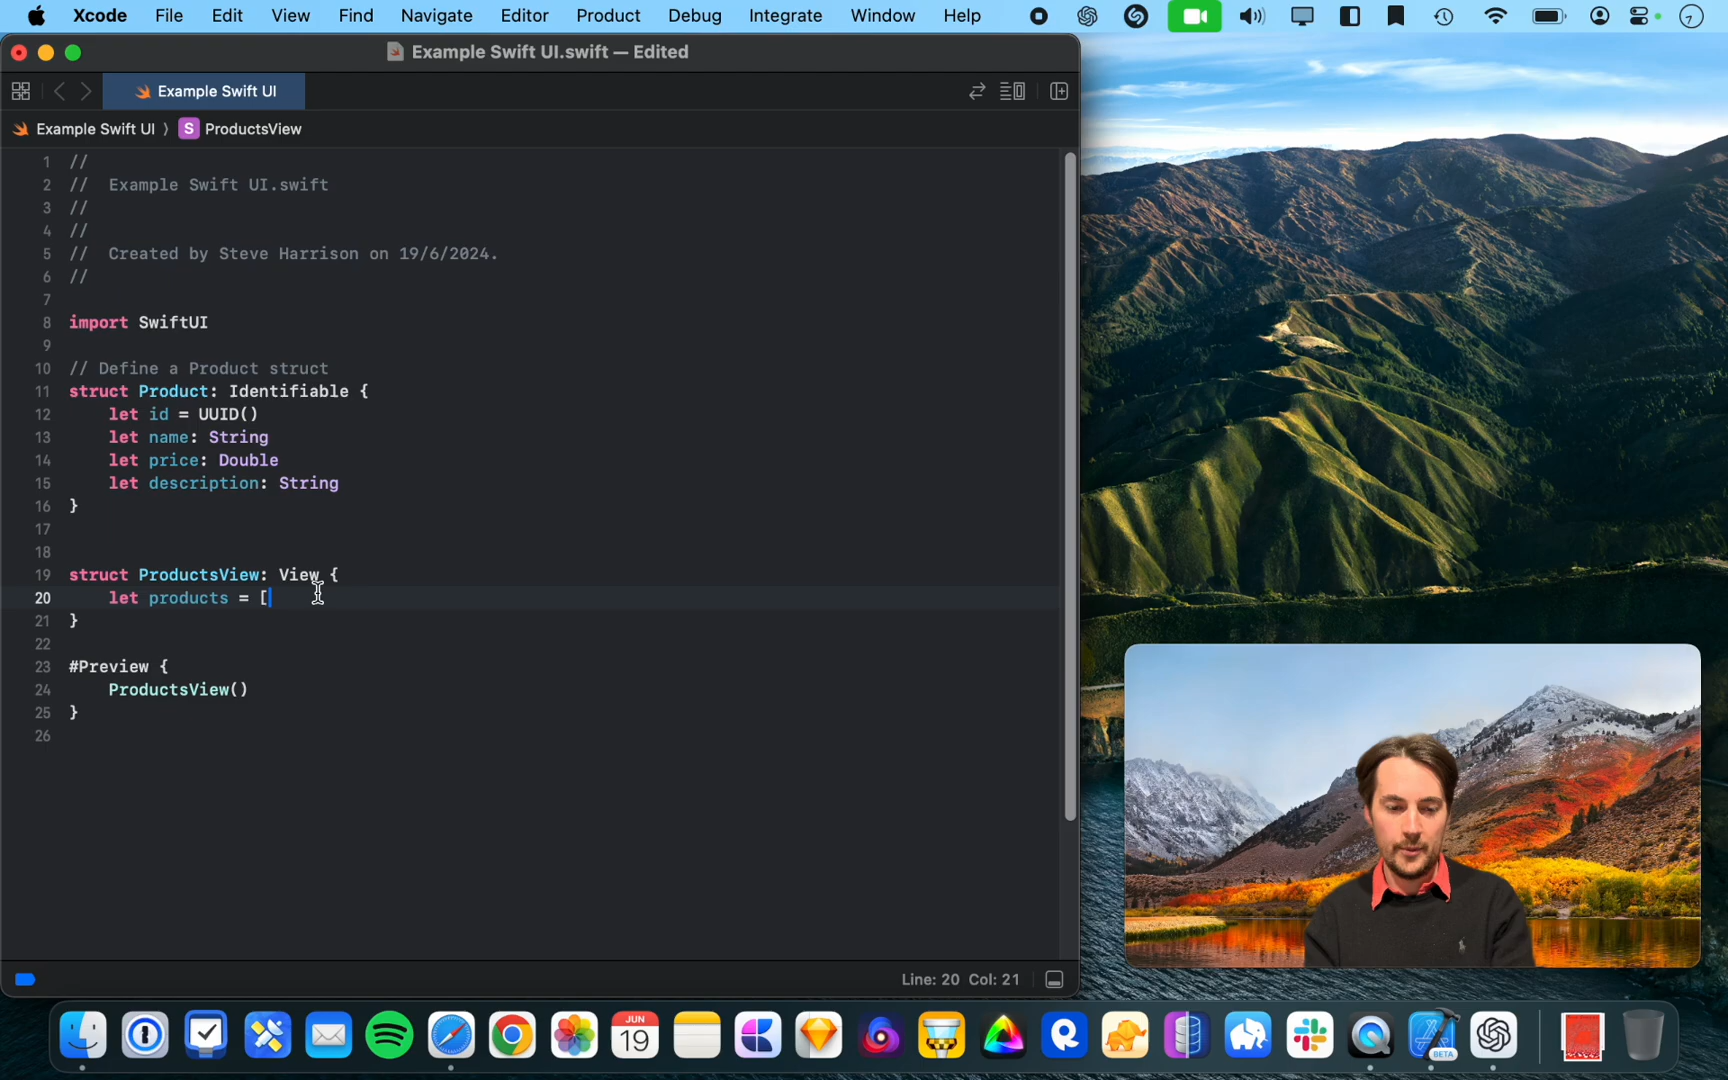 Xcode File Edit View Find Navigate Editor Product Debug Integrate Window Help
Example Swift UI.swift — Edited
Example Swift UI
Example Swift UI ⟩ S ProductsView
1 //
2 //  Example Swift UI.swift
3 //
4 //
5 //  Created by Steve Harrison on 19/6/2024.
6 //
7
8 import SwiftUI
9
10 // Define a Product struct
11 struct Product: Identifiable {
12     let id = UUID()
13     let name: String
14     let price: Double
15     let description: String
16 }
17
18
19 struct ProductsView: View {
20     let products = [
21 }
22
23 #Preview {
24     ProductsView()
25 }
26
Line: 20 Col: 21
JUN
19
BETA